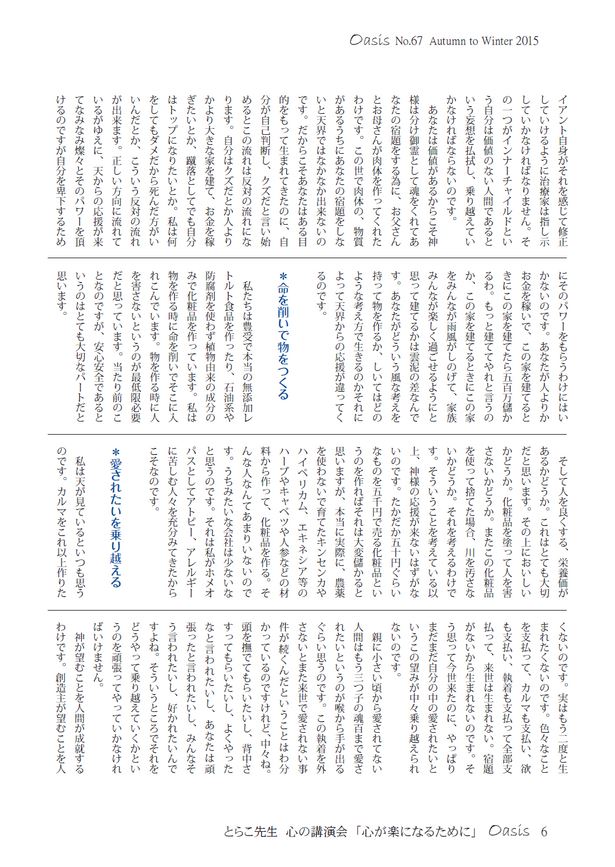 Oasis No.67 Autumn to Winter 2015
イアント自身がそれを感じて修正
していけるように治療家は指し示
していかなければなりません。そ
の一つがインナーチャイルドとい
う自分は価値のない人間であると
いう妄想を払拭し、乗り越えてい
かなければならないのです。
あなたは価値があるからこそ神
様は分け御霊として魂をくれてあ
なたの宿題をする為に、お父さん
とお母さんが肉体を作ってくれた
わけです。この世で肉体の、物質
があるうちにあなたの宿題をしな
いと天界ではなかなか出来ないの
です。だからこそあなたはある目
的をもって生まれてきたのに、自
分が自己判断し、クズだと言い始
めるとこの流れは反対の流れにな
ります。自分はクズだとか人より
かより大きな家を建て、お金を稼
ぎたいとか、蹴落としてでも自分
はトップになりたいとか。私は何
をしてもダメだから死んだ方がい
いんだとか、こういう反対の流れ
が出来ます。正しい方向に流れて
いるがゆえに、天からの応援が来
てなみなみ燦々とそのパワーを頂
けるのですが自分を卑下するため
にそのパワーをもらうわけにはい
かないのです。あなたが人よりか
お金を稼いで、この家を建てると
きにこの家を建てたら五百万儲か
るわ。もっと建ててやれと言うの
か、この家を建てるときにこの家
をみんなが雨風がしのげて、家族
みんなが楽しく過ごせるようにと
思って建てるかは雲泥の差なんで
す。あなたがどういう風な考えを
持って物を作るか、しいてはどの
ような考え方で生きるのかそれに
よって天界からの応援が違ってく
るのです。
＊命を削いで物をつくる
私たちは豊受で本当の無添加レ
トルト食品を作ったり、石油系や
防腐剤を使わず植物由来の成分の
みで化粧品を作っています。私は
物を作る時に命を削いでそこに入
れこんでいます。物を作る時に人
を害さないというのが最低限必要
だと思っています。当たり前のこ
となのですが、安心安全であると
いうのはとても大切なパートだと
思います。
そして人を良くする、栄養価が
あるかどうか。これはとても大切
だと思います。その上においしい
かどうか。化粧品を塗って人を害
さないかどうか。またこの化粧品
を使って捨てた場合、川を汚さな
いかどうか。それを考えるわけで
す。そういうことを考えている以
上、神様の応援が来ないはずがな
いのです。たかだか五十円ぐらい
なものを五千円で売る化粧品とい
うのを作ればそれは大変儲かると
思いますが、本当に実際に、農薬
を使わないで育てたキンセンカや
ハイペリカム、エキネシア等の
ハーブやキャベツや人参などの材
料から作って、化粧品を作る。そ
んな人なんてあまりいないので
す。うちみたいな会社は少ないな
と思うのです。それは私がホメオ
パスとしてアトピー、アレルギー
に苦しむ人々を充分みてきたから
こそなのです。
＊愛されたいを乗り越える
私は天が見ているといつも思う
のです。カルマをこれ以上作りた
くないのです。実はもう二度と生
まれたくないのです。色々なこと
を支払って、カルマも支払い、欲
も支払い、執着も支払って全部支
払って、来世は生まれない。宿題
がないから生まれないのです。そ
う思って今世来たのに、やっぱり
まだまだ自分の中の愛されたいと
いうこの望みが中々乗り越えられ
ないのです。
親に小さい頃から愛されてない
人間はもう三つ子の魂百まで愛さ
れたいというのが喉から手が出る
ぐらい思うのです。この執着を外
さないとまた来世で愛されない事
件が続くんだということはわ分
かっているのですけれど、中々ね。
頭を撫でてもらいたいし、背中さ
すってもらいたいし、よくやった
なと言われたいし、あなたは頑
張ったと言われたいし、みんなそ
う言われたいし、好かれたいんで
すよね。そういうところでそれを
どうやって乗り越えていくかとい
うのを頑張ってやっていかなけれ
ばいけません。
神が望むことを人間が成就する
わけです。創造主が望むことを人
とらこ先生 心の講演会「心が楽になるために」 Oasis 6